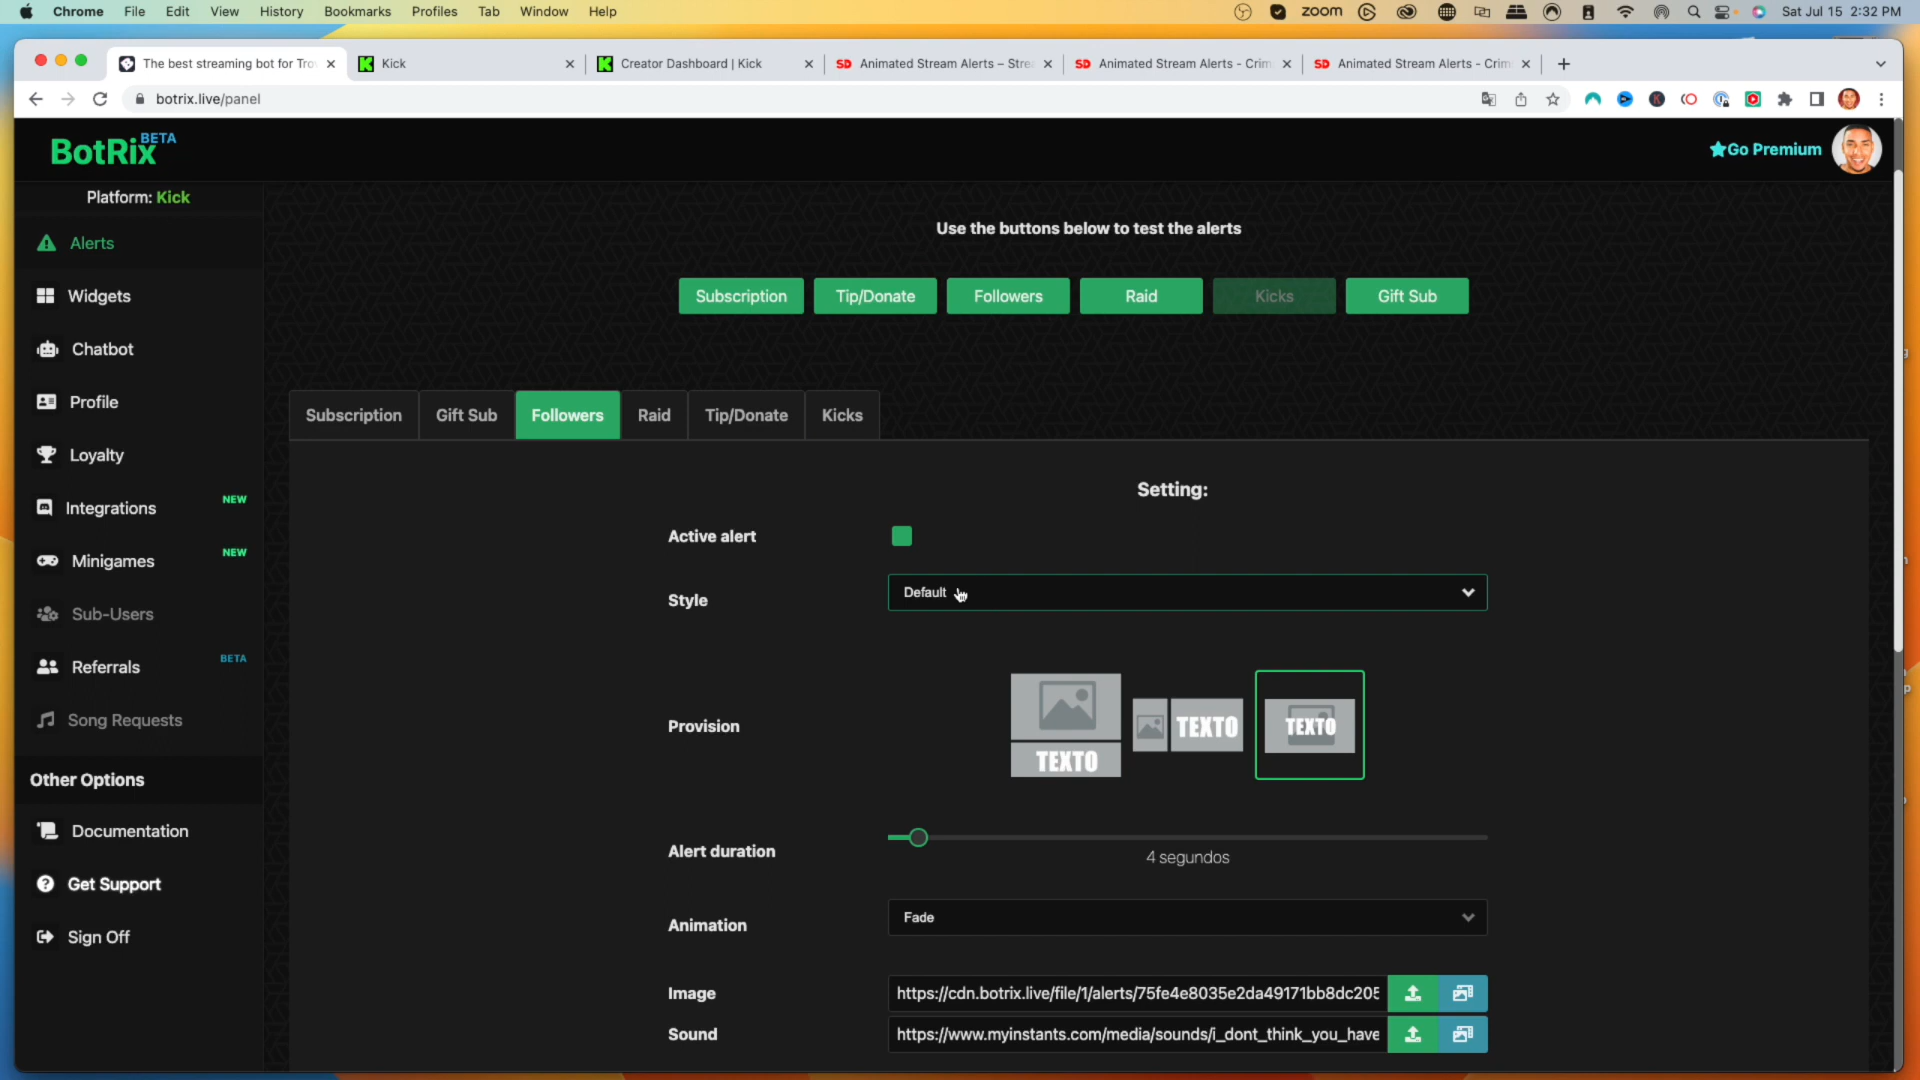 Chrome File Edit View History Bookmarks Profiles Tab Window Help zoom Sat Jul 15 2:32 PM
The best streaming bot for Tro Kick Creator Dashboard | Kick SD Animated Stream Alerts – Stre SD Animated Stream Alerts - Crim SD Animated Stream Alerts - Crim
botrix.live/panel
BotRix BETA
Go Premium
Platform: Kick
Alerts
Widgets
Chatbot
Profile
Loyalty
Integrations NEW
Minigames NEW
Sub-Users
Referrals BETA
Song Requests
Other Options
Documentation
Get Support
Sign Off
Use the buttons below to test the alerts
Subscription Tip/Donate Followers Raid Kicks Gift Sub
Subscription Gift Sub Followers Raid Tip/Donate Kicks
Setting:
Active alert
Style Default
Provision TEXTO TEXTO TEXTO
Alert duration 4 segundos
Animation Fade
Image https://cdn.botrix.live/file/1/alerts/75fe4e8035e2da49171bb8dc205
Sound https://www.myinstants.com/media/sounds/i_dont_think_you_have